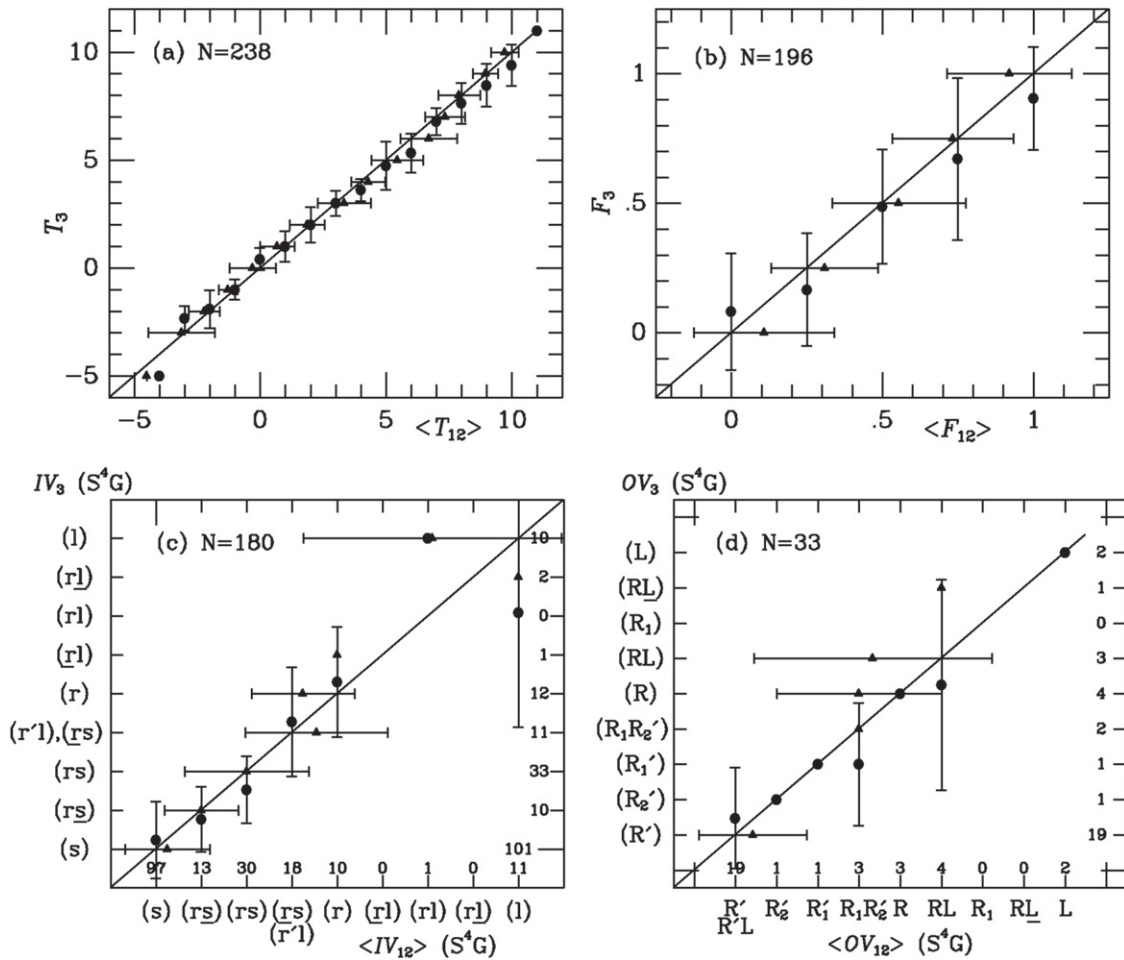 (a) N=238
10
5
0
−5
T₃
−5 0 5 10
<T₁₂>
(b) N=196
1
.5
0
F₃
0 .5 1
<F₁₂>
IV₃ (S⁴G)
(c) N=180
(l) 10
(rl̲) 2
(rl) 0
(r̲l) 1
(r) 12
(r′l),(r̲s) 11
(rs) 33
(rs̲) 10
(s) 101
97 13 30 18 10 0 1 0 11
(s) (rs̲) (rs) (r̲s) (r) (r̲l) (rl) (rl̲) (l)
(r′l)
<IV₁₂> (S⁴G)
OV₃ (S⁴G)
(d) N=33
(L) 2
(RL̲) 1
(R₁) 0
(RL) 3
(R) 4
(R₁R₂′) 2
(R₁′) 1
(R₂′) 1
(R′) 19
19 1 1 3 3 4 0 0 2
R′ R₂′ R₁′ R₁R₂′ R RL R₁ RL̲ L
R′L
<OV₁₂> (S⁴G)